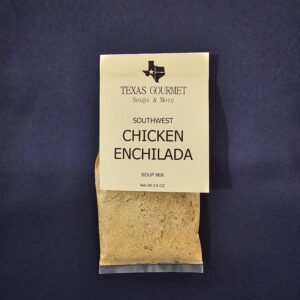 TEXAS GOURMET
Soups & More
SOUTHWEST
CHICKEN
ENCHILADA
SOUP MIX